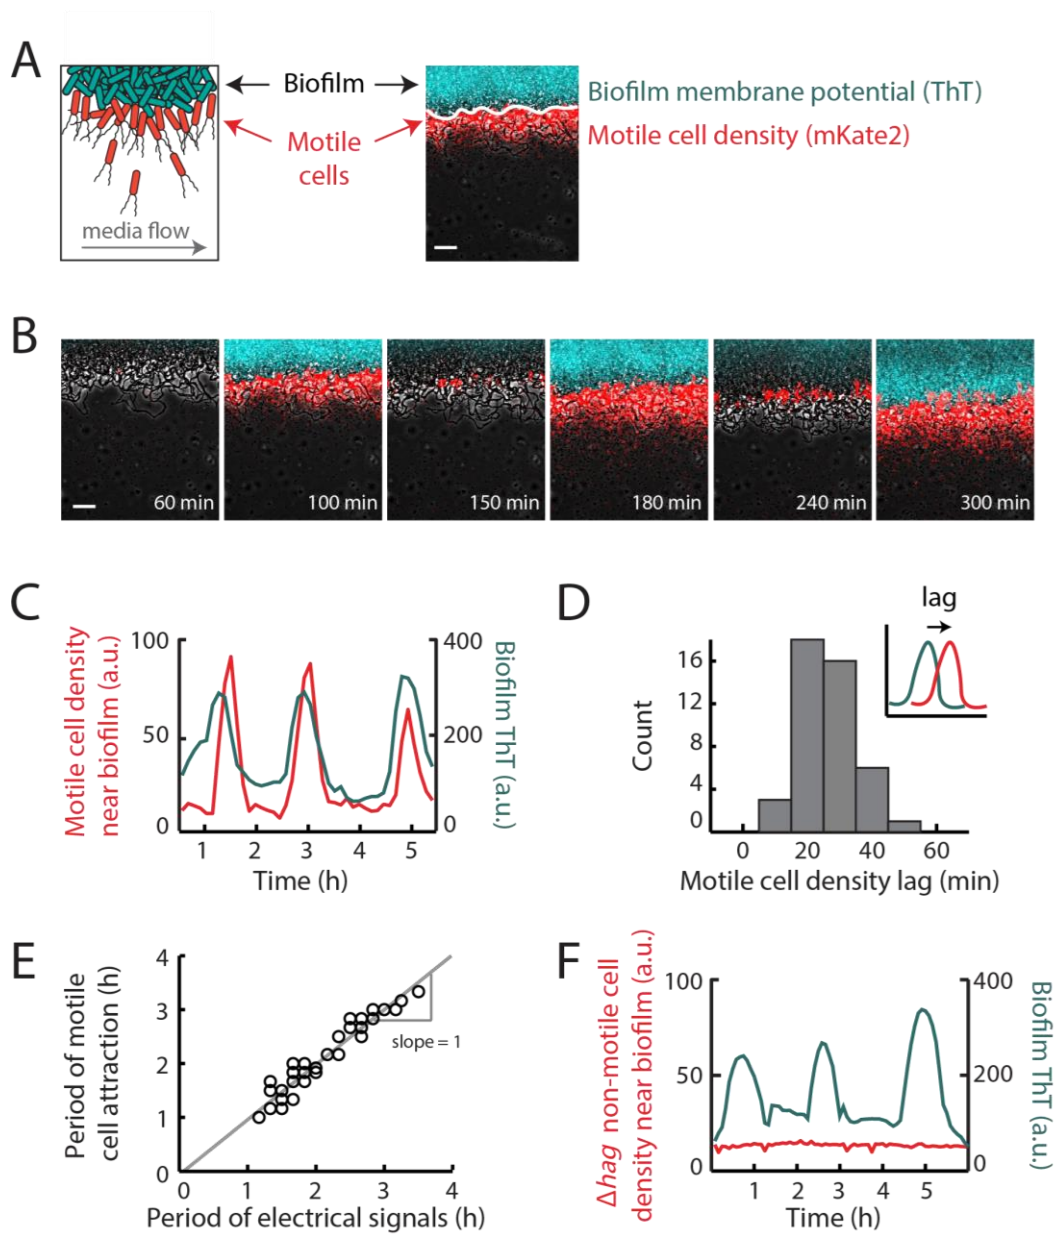 A
Biofilm
Motile
cells
media flow
Biofilm membrane potential (ThT)
Motile cell density (mKate2)
B
60 min
100 min
150 min
180 min
240 min
300 min
C
Motile cell density
near biofilm (a.u.)
100
50
0
400
200
0
Biofilm ThT (a.u.)
1 2 3 4 5
Time (h)
D
lag
Count
16
12
8
4
0
0 20 40 60
Motile cell density lag (min)
E
Period of motile
cell attraction (h)
4
3
2
1
0
slope = 1
0 1 2 3 4
Period of electrical signals (h)
F
Δhag non-motile cell
density near biofilm (a.u.)
100
50
0
400
200
0
Biofilm ThT
(a.u.)
1 2 3 4 5
Time (h)